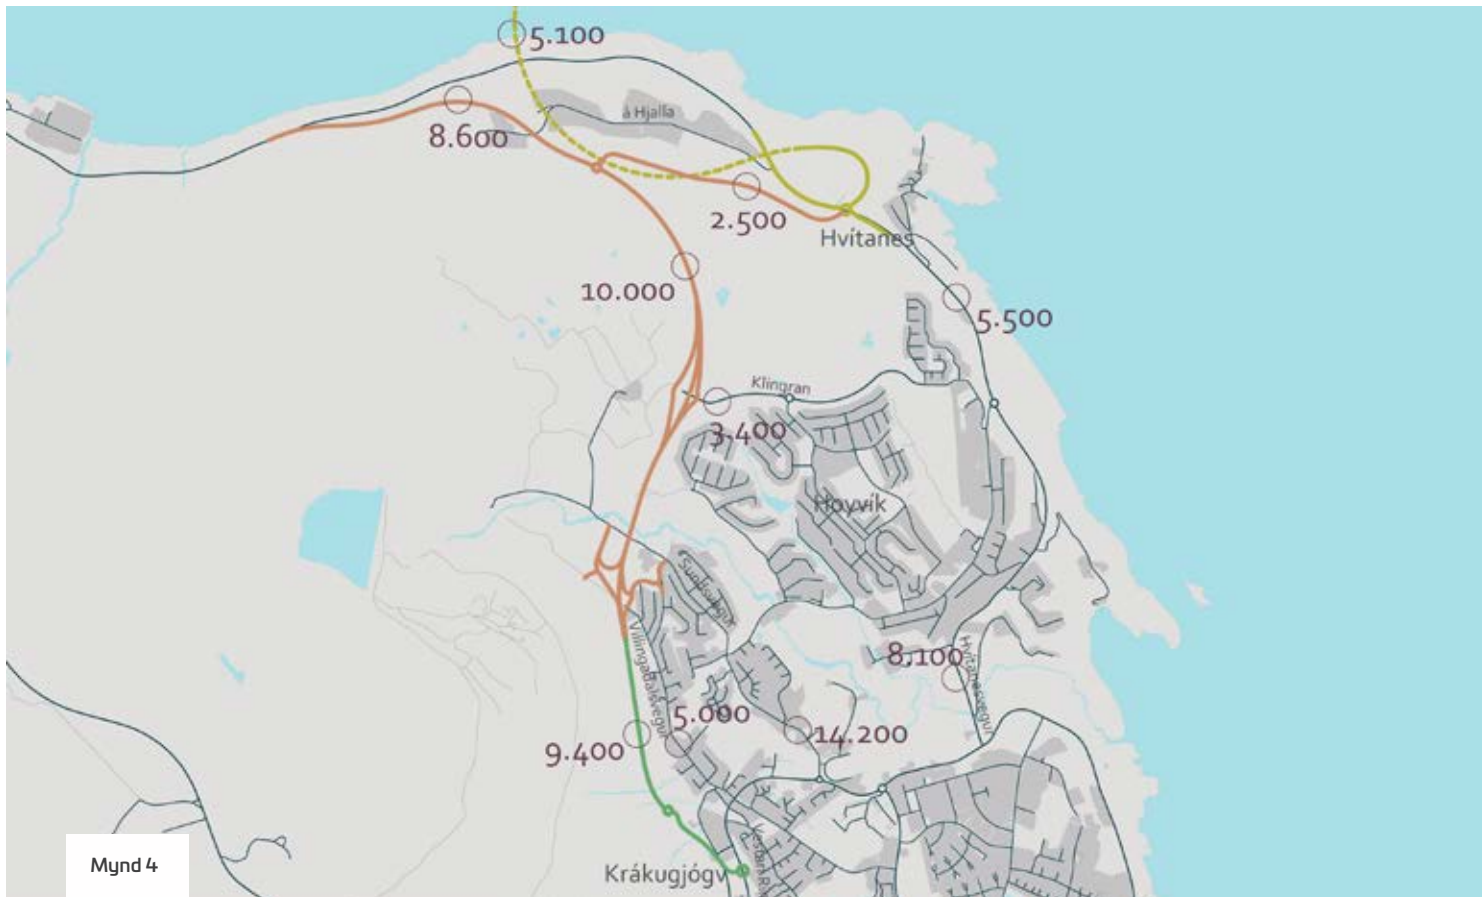 5.100
á Hjalla
8.600
2.500
Hvítanes
10.000
5.500
Klingran
3.400
Hoyvík
Sundsvegur
Villingadalsvegur
8.100
Hvítanesvegur
5.000
14.200
9.400
Mynd 4
Krákugjógv